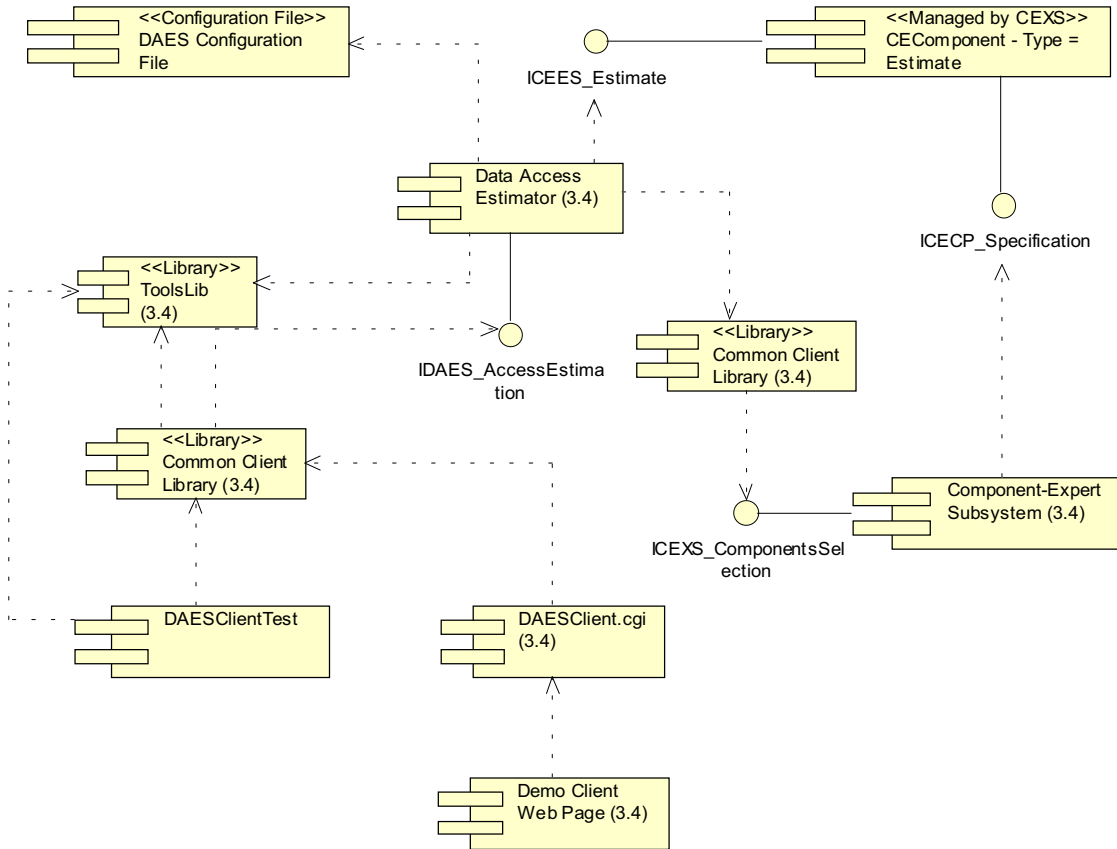 <<Configuration File>>
DAES Configuration
File
<<Managed by CEXS>>
CEComponent - Type =
Estimate
ICEES_Estimate
Data Access
Estimator (3.4)
ICECP_Specification
<<Library>>
ToolsLib
(3.4)
IDAES_AccessEstima
tion
<<Library>>
Common Client
Library (3.4)
<<Library>>
Common Client
Library (3.4)
Component-Expert
Subsystem (3.4)
ICEXS_ComponentsSel
ection
DAESClientTest
DAESClient.cgi
(3.4)
Demo Client
Web Page (3.4)